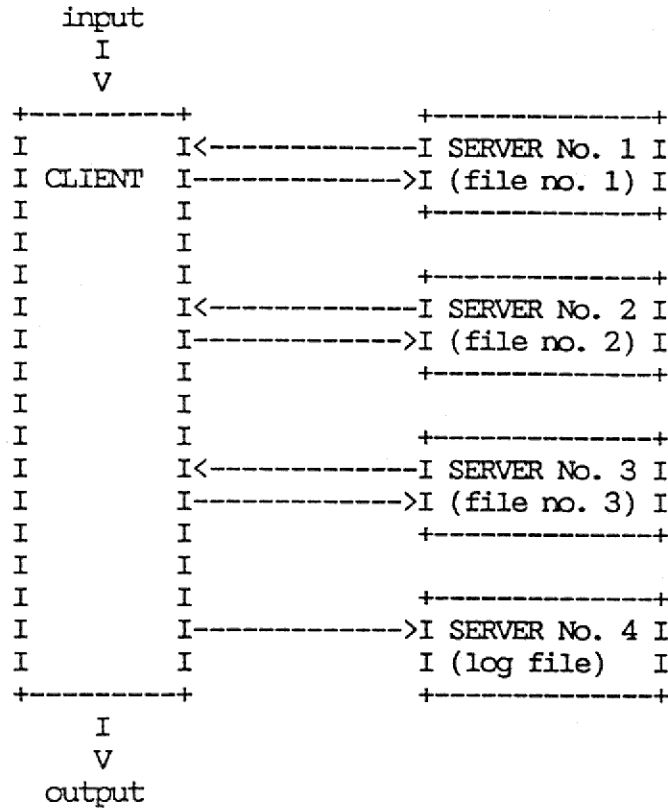 input
I
V
+----------+                    +--------------+
I          I<-------------------I SERVER No. 1 I
I  CLIENT  I------------------->I (file no. 1) I
I          I                    +--------------+
I          I
I          I                    +--------------+
I          I<-------------------I SERVER No. 2 I
I          I------------------->I (file no. 2) I
I          I                    +--------------+
I          I
I          I                    +--------------+
I          I<-------------------I SERVER No. 3 I
I          I------------------->I (file no. 3) I
I          I                    +--------------+
I          I
I          I                    +--------------+
I          I------------------->I SERVER No. 4 I
I          I                    I (log file)   I
+----------+                    +--------------+
I
V
output